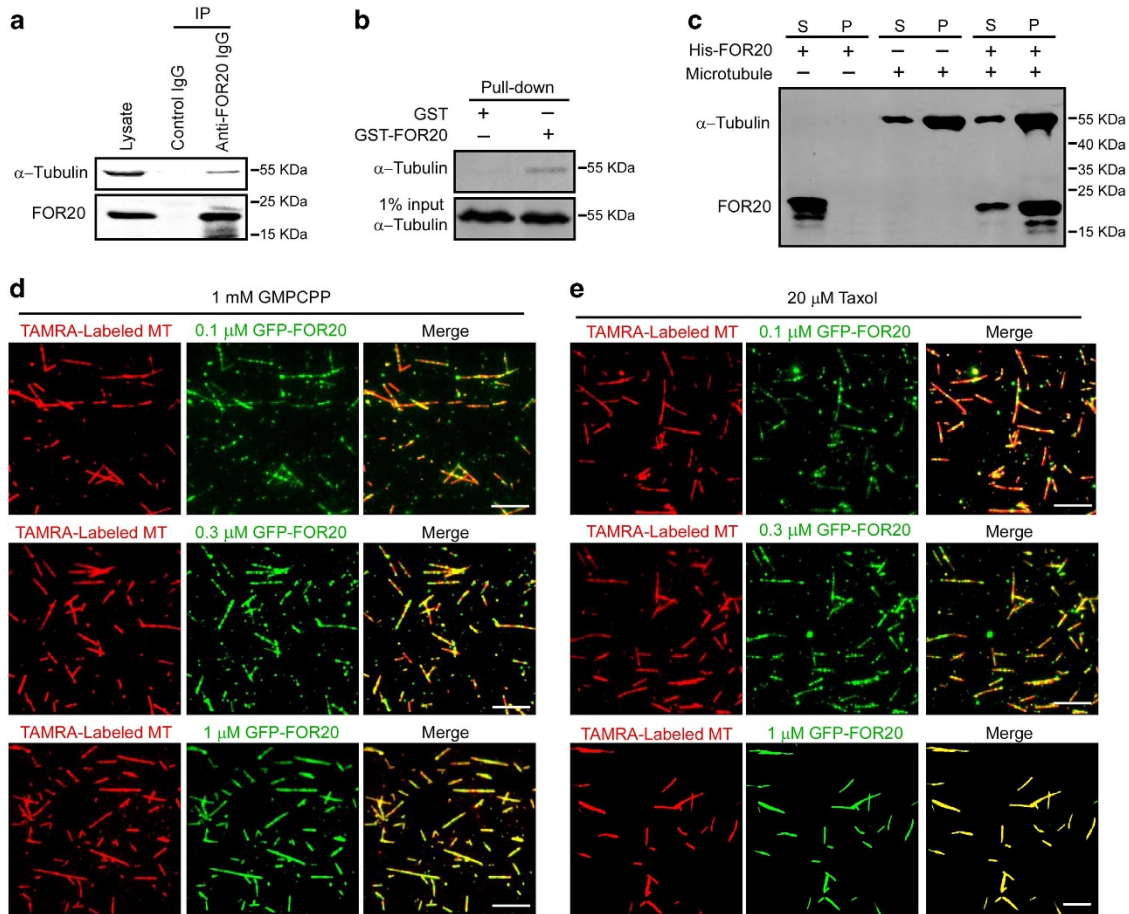 a
IP
Lysate
Control IgG
Anti-FOR20 IgG
α–Tubulin
–55 KDa
FOR20
–25 KDa
–15 KDa
b
Pull-down
GST + –
GST-FOR20 – +
α–Tubulin
–55 KDa
1% input
α–Tubulin
–55 KDa
c
S P S P S P
His-FOR20 + + – – + +
Microtubule – – + + + +
α–Tubulin
–55 KDa
–40 KDa
–35 KDa
–25 KDa
FOR20
–15 KDa
d
1 mM GMPCPP
TAMRA-Labeled MT 0.1 μM GFP-FOR20 Merge
TAMRA-Labeled MT 0.3 μM GFP-FOR20 Merge
TAMRA-Labeled MT 1 μM GFP-FOR20 Merge
e
20 μM Taxol
TAMRA-Labeled MT 0.1 μM GFP-FOR20 Merge
TAMRA-Labeled MT 0.3 μM GFP-FOR20 Merge
TAMRA-Labeled MT 1 μM GFP-FOR20 Merge